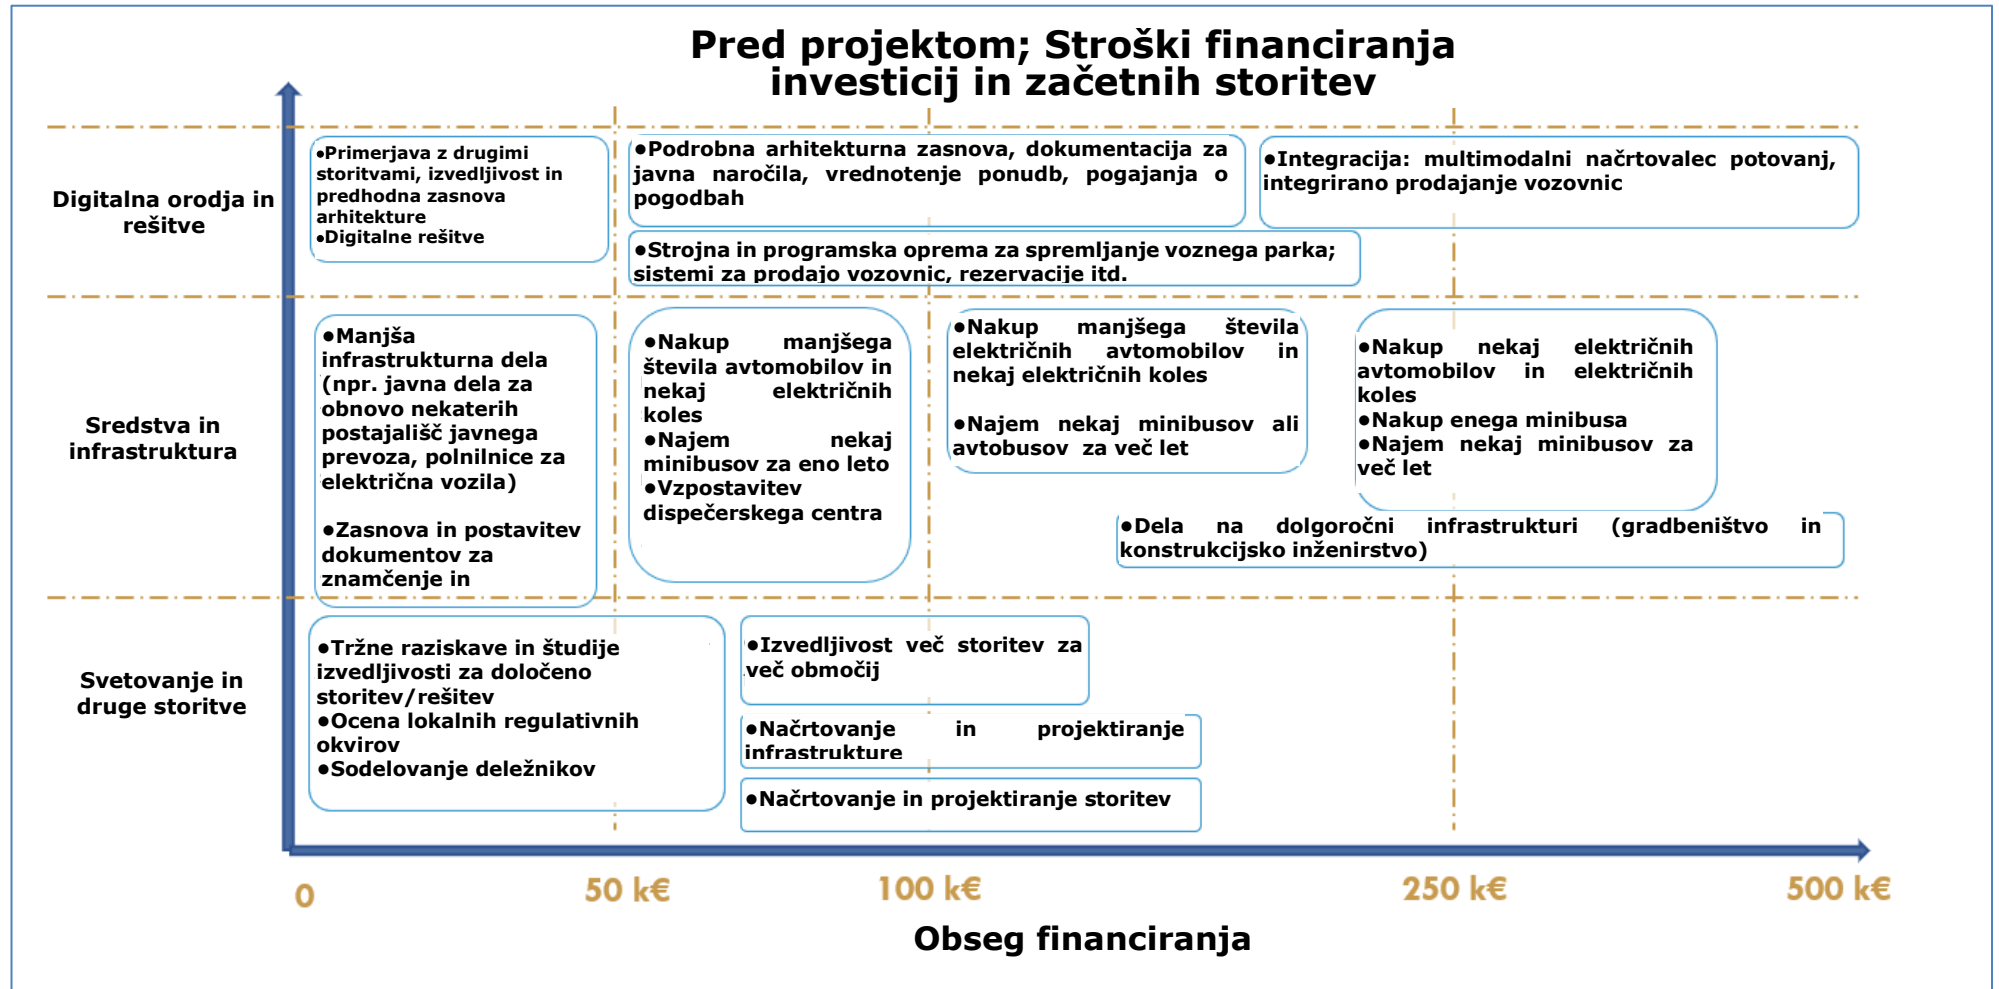 Pred projektom; Stroški financiranja
investicij in začetnih storitev
Digitalna orodja in
rešitve
●Primerjava z drugimi
storitvami, izvedljivost in
predhodna zasnova
arhitekture
●Digitalne rešitve
●Podrobna arhitekturna zasnova, dokumentacija za
javna naročila, vrednotenje ponudb, pogajanja o
pogodbah
●Integracija: multimodalni načrtovalec potovanj,
integrirano prodajanje vozovnic
●Strojna in programska oprema za spremljanje voznega parka;
sistemi za prodajo vozovnic, rezervacije itd.
Sredstva in
infrastruktura
●Manjša
infrastrukturna dela
(npr. javna dela za
obnovo nekaterih
postajališč javnega
prevoza, polnilnice za
električna vozila)
●Zasnova in postavitev
dokumentov za
znamčenje in
●Nakup manjšega
števila avtomobilov in
nekaj električnih
koles
●Najem nekaj
minibusov za eno leto
●Vzpostavitev
dispečerskega centra
●Nakup manjšega števila
električnih avtomobilov in
nekaj električnih koles
●Najem nekaj minibusov ali
avtobusov za več let
●Nakup nekaj električnih
avtomobilov in električnih
koles
●Nakup enega minibusa
●Najem nekaj minibusov za
več let
●Dela na dolgoročni infrastrukturi (gradbeništvo in
konstrukcijsko inženirstvo)
Svetovanje in
druge storitve
●Tržne raziskave in študije
izvedljivosti za določeno
storitev/rešitev
●Ocena lokalnih regulativnih
okvirov
●Sodelovanje deležnikov
●Izvedljivost več storitev za
več območij
●Načrtovanje in projektiranje
infrastrukture
●Načrtovanje in projektiranje storitev
0
50 k€
100 k€
250 k€
500 k€
Obseg financiranja